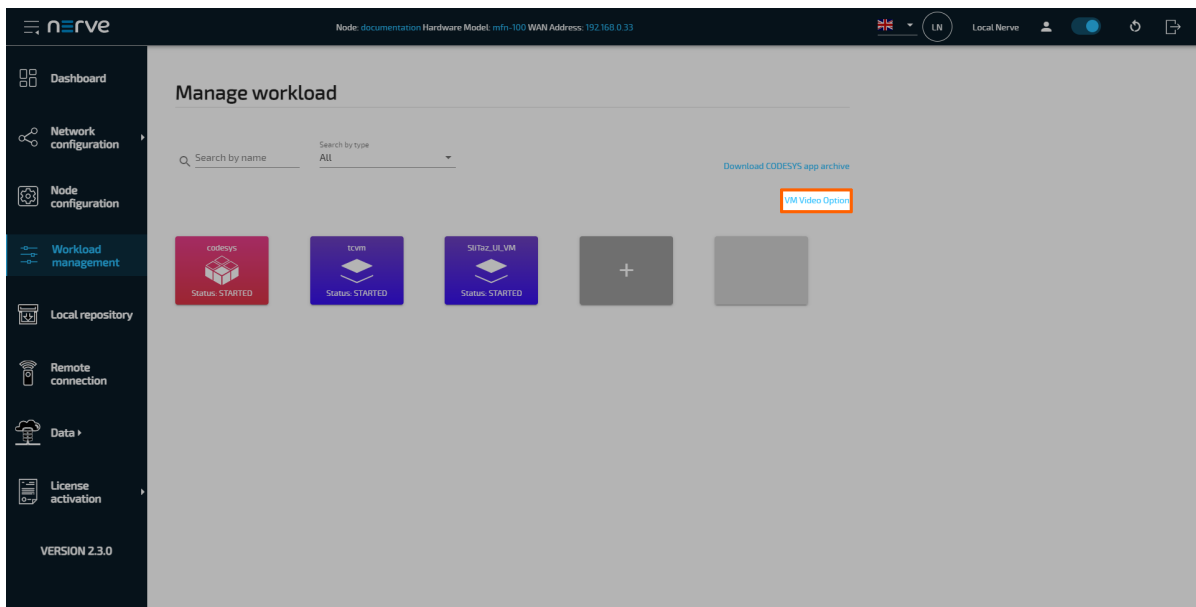 nerve
Node: documentation Hardware Model: mfn-100 WAN Address: 192.168.0.33
LN
Local Nerve
Dashboard
Network
configuration
Node
configuration
Workload
management
Local repository
Remote
connection
Data
License
activation
VERSION 2.3.0
Manage workload
Search by name
Search by type
All
Download CODESYS app archive
VM Video Option
codesys
Status: STARTED
tcvm
Status: STARTED
SliTaz_UI_VM
Status: STARTED
+